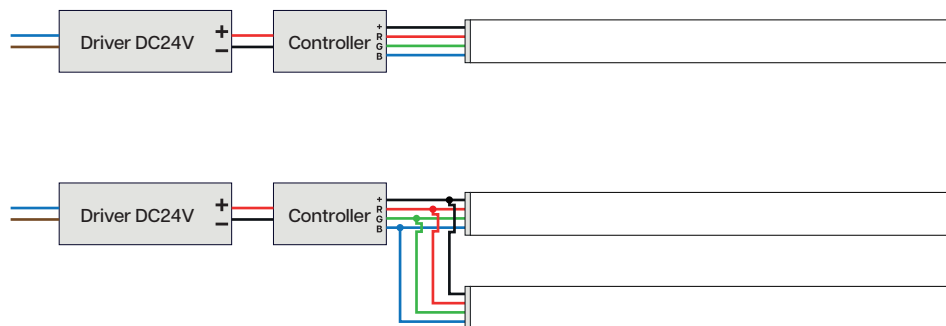 Driver DC24V
+
−
Controller
+
R
G
B
Driver DC24V
+
−
Controller
+
R
G
B